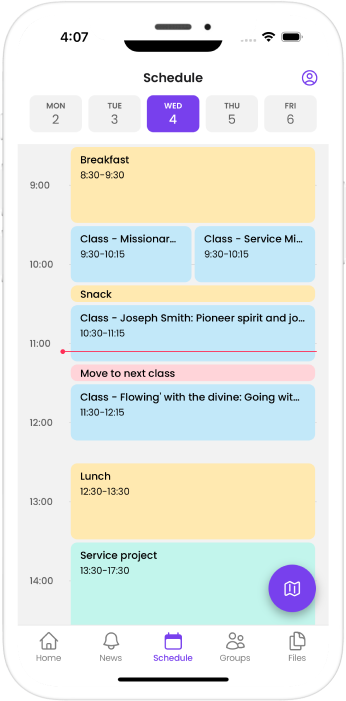 4:07
Schedule
MON
2
TUE
3
WED
4
THU
5
FRI
6
Breakfast
8:30-9:30
9:00
Class - Missionar...
9:30-10:15
Class - Service Mi...
9:30-10:15
10:00
Snack
Class - Joseph Smith: Pioneer spirit and jo...
10:30-11:15
11:00
Move to next class
Class - Flowing' with the divine: Going wit...
11:30-12:15
12:00
Lunch
12:30-13:30
13:00
Service project
13:30-17:30
14:00
Home
News
Schedule
Groups
Files